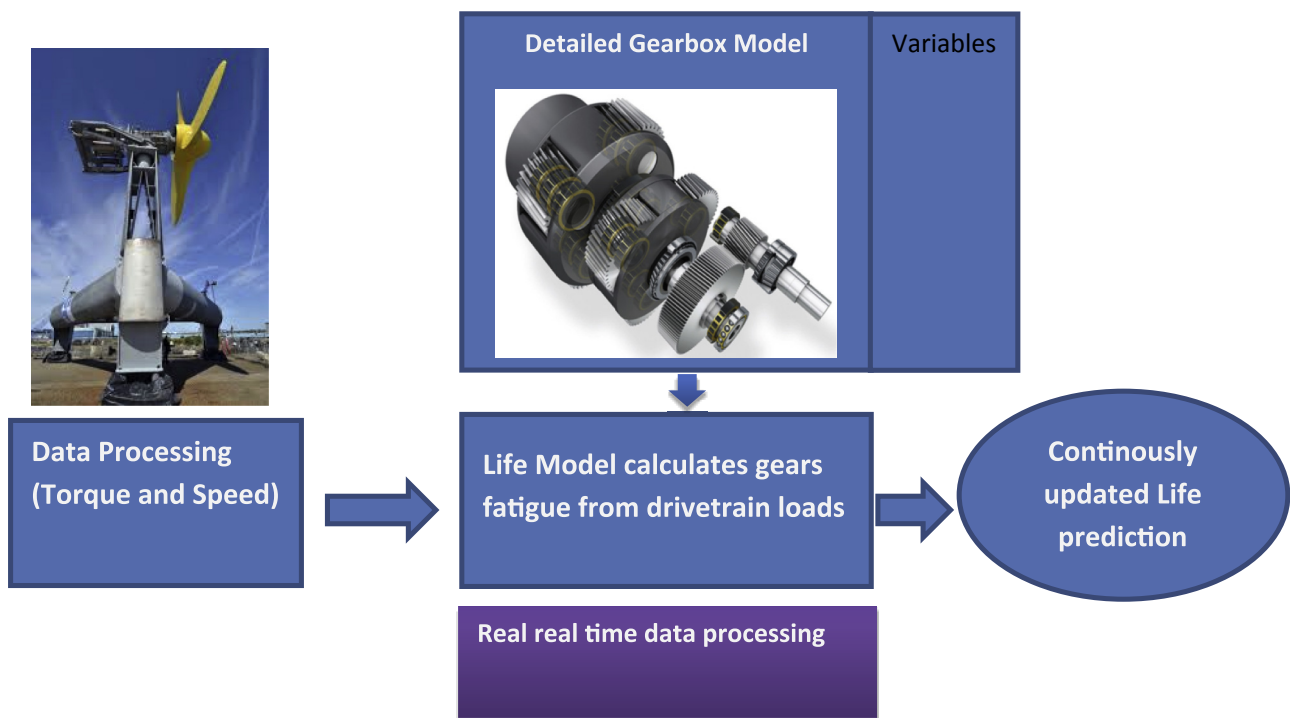 Detailed Gearbox Model
Variables
Data Processing
(Torque and Speed)
Life Model calculates gears
fatigue from drivetrain loads
Continously
updated Life
prediction
Real real time data processing